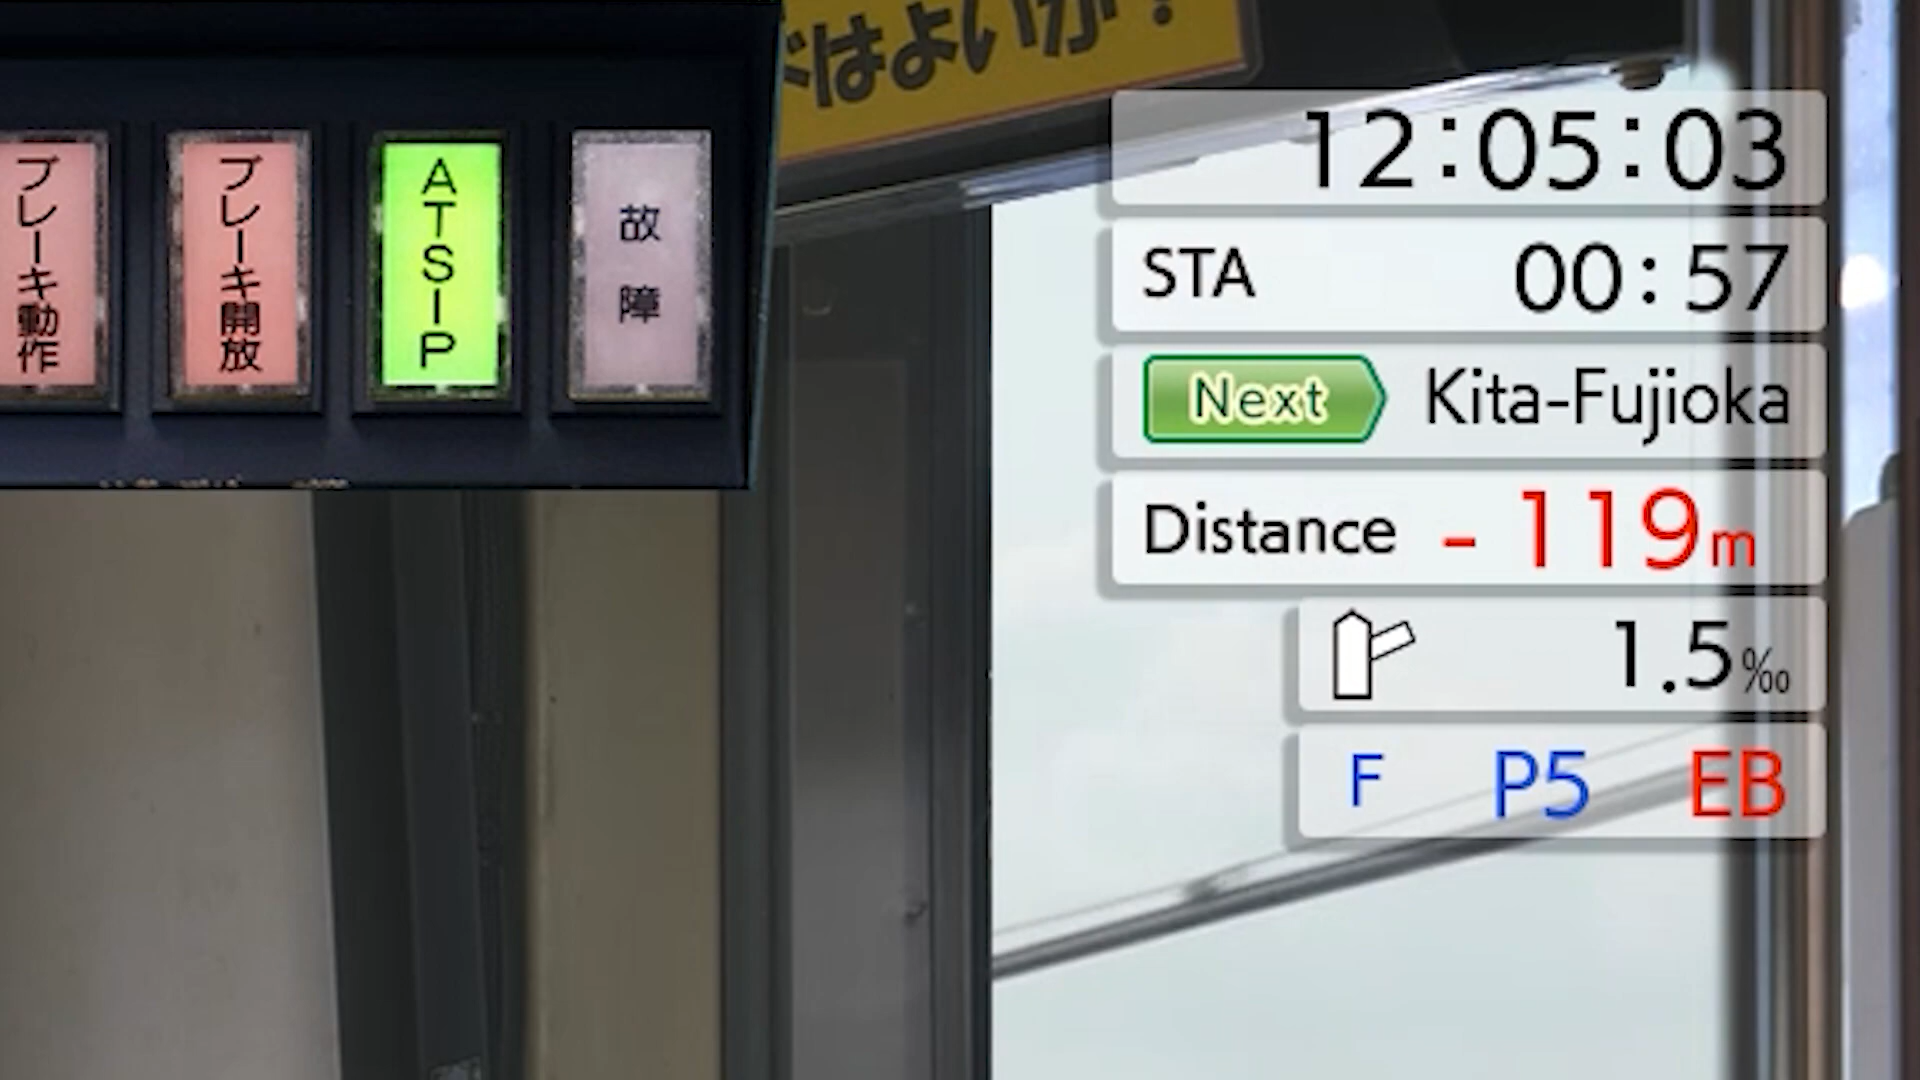 はよいか？
ブレーキ動作
ブレーキ開放
ATSIP
故障
12:05:03
STA 00:57
Next Kita-Fujioka
Distance -119m
1.5‰
F P5 EB